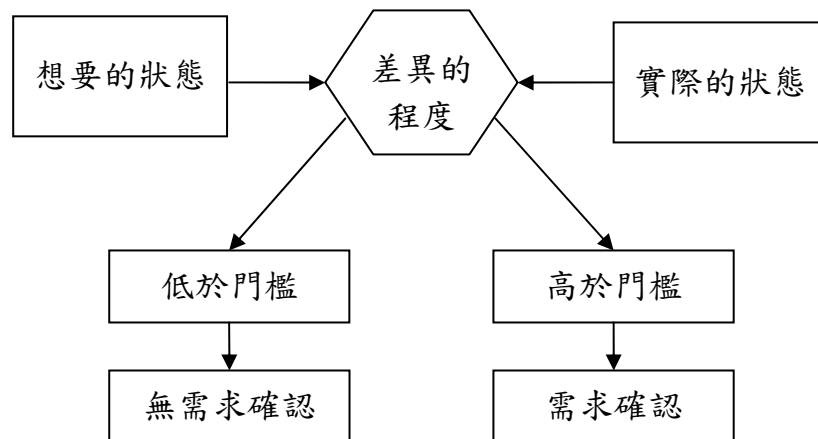 想要的狀態
差異的
程度
實際的狀態
低於門檻
高於門檻
無需求確認
需求確認